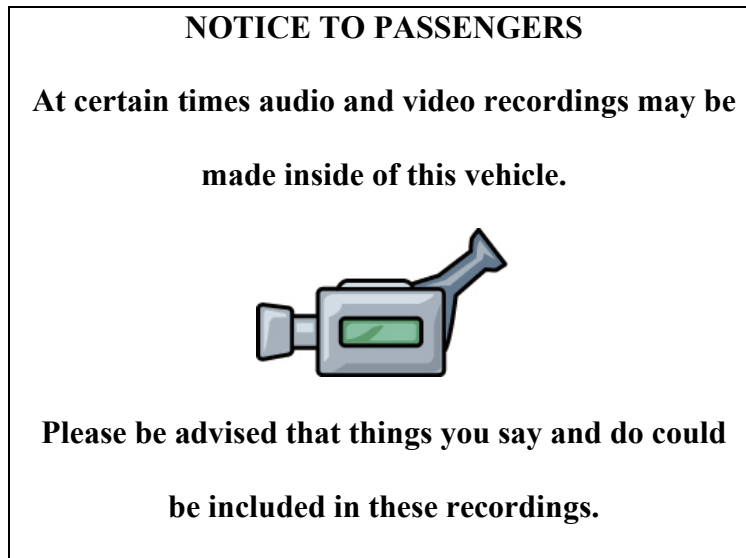 NOTICE TO PASSENGERS
At certain times audio and video recordings may be
made inside of this vehicle.
Please be advised that things you say and do could
be included in these recordings.